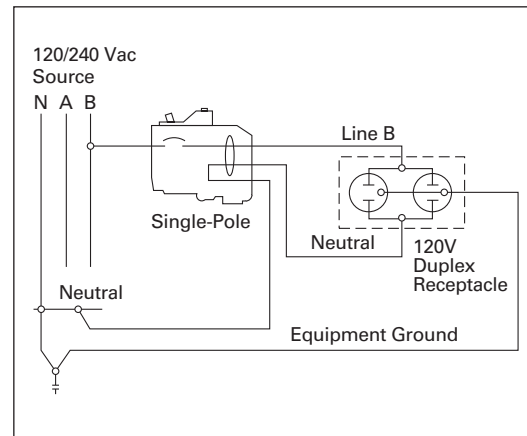 120/240 Vac
Source
N A B
Line B
Single-Pole
Neutral
120V
Duplex
Receptacle
Neutral
Equipment Ground